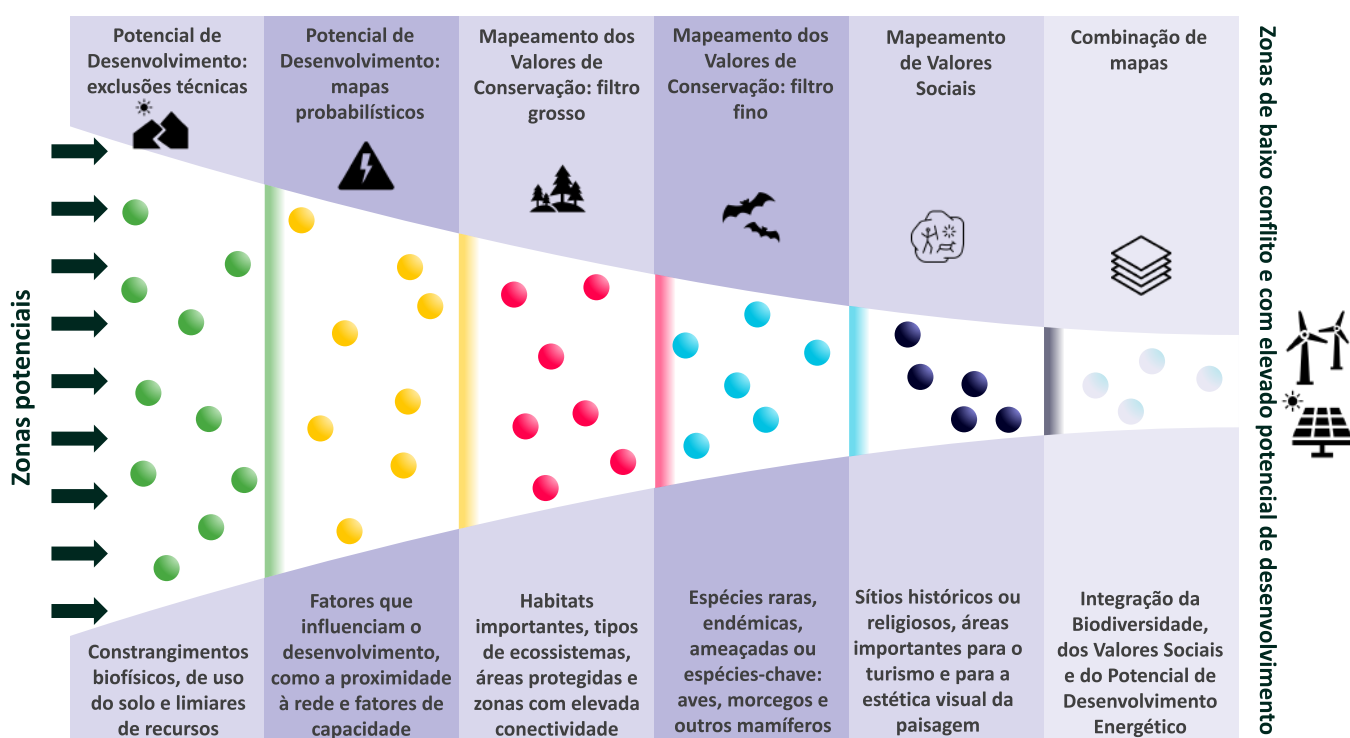 Zonas potenciais
Potencial de
Desenvolvimento:
exclusões técnicas
Constrangimentos
biofísicos, de uso
do solo e limiares
de recursos
Potencial de
Desenvolvimento:
mapas
probabilísticos
Fatores que
influenciam o
desenvolvimento,
como a proximidade
à rede e fatores de
capacidade
Mapeamento dos
Valores de
Conservação: filtro
grosso
Habitats
importantes, tipos
de ecossistemas,
áreas protegidas e
zonas com elevada
conectividade
Mapeamento dos
Valores de
Conservação: filtro
fino
Espécies raras,
endémicas,
ameaçadas ou
espécies-chave:
aves, morcegos e
outros mamíferos
Mapeamento
de Valores
Sociais
Sítios históricos ou
religiosos, áreas
importantes para o
turismo e para a
estética visual da
paisagem
Combinação de
mapas
Integração da
Biodiversidade,
dos Valores Sociais
e do Potencial de
Desenvolvimento
Energético
Zonas de baixo conflito e com elevado potencial de desenvolvimento